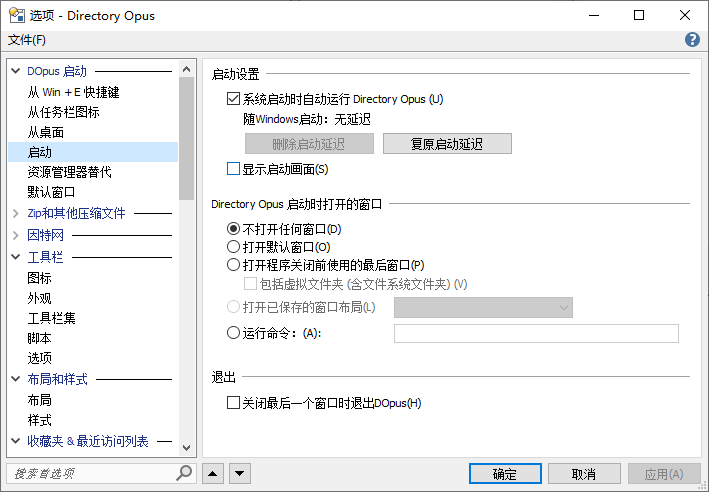 选项 - Directory Opus
文件(F)
DOpus 启动
从 Win + E 快捷键
从任务栏图标
从桌面
启动
资源管理器替代
默认窗口
Zip和其他压缩文件
因特网
工具栏
图标
外观
工具栏集
脚本
选项
布局和样式
布局
样式
收藏夹 & 最近访问列表
搜索首选项
启动设置
系统启动时自动运行 Directory Opus (U)
随Windows启动：无延迟
删除启动延迟
复原启动延迟
显示启动画面(S)
Directory Opus 启动时打开的窗口
不打开任何窗口(D)
打开默认窗口(O)
打开程序关闭前使用的最后窗口(P)
包括虚拟文件夹 (含文件系统文件夹) (V)
打开已保存的窗口布局(L)
运行命令：(A):
退出
关闭最后一个窗口时退出DOpus(H)
确定
取消
应用(A)